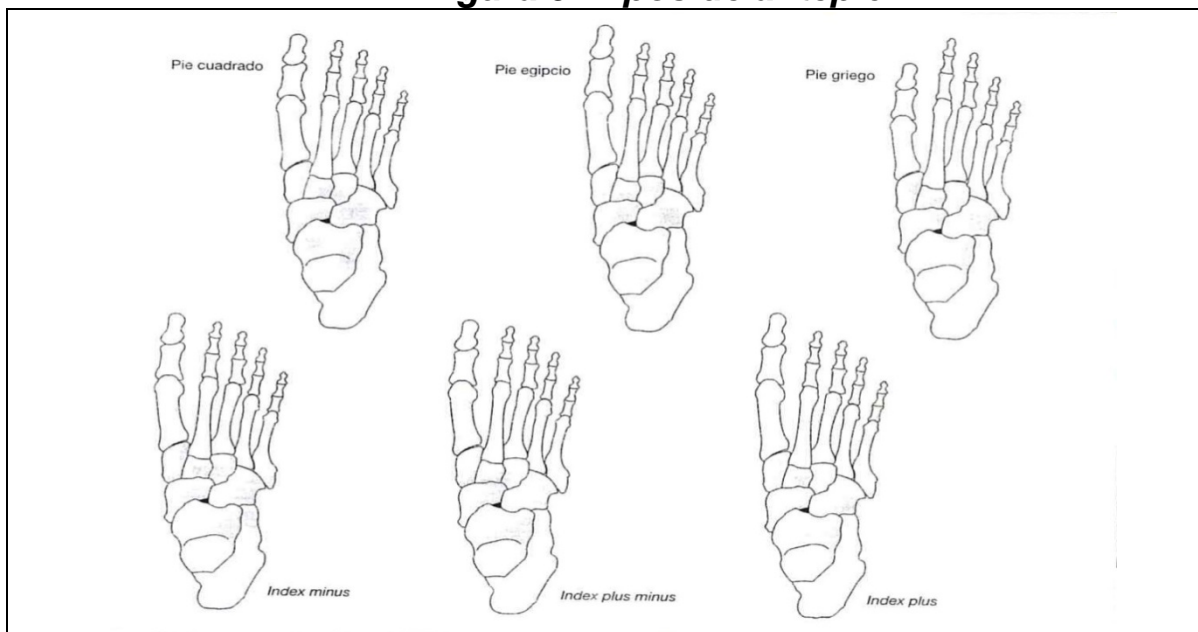 Pie cuadrado
Pie egipcio
Pie griego
Index minus
Index plus minus
Index plus